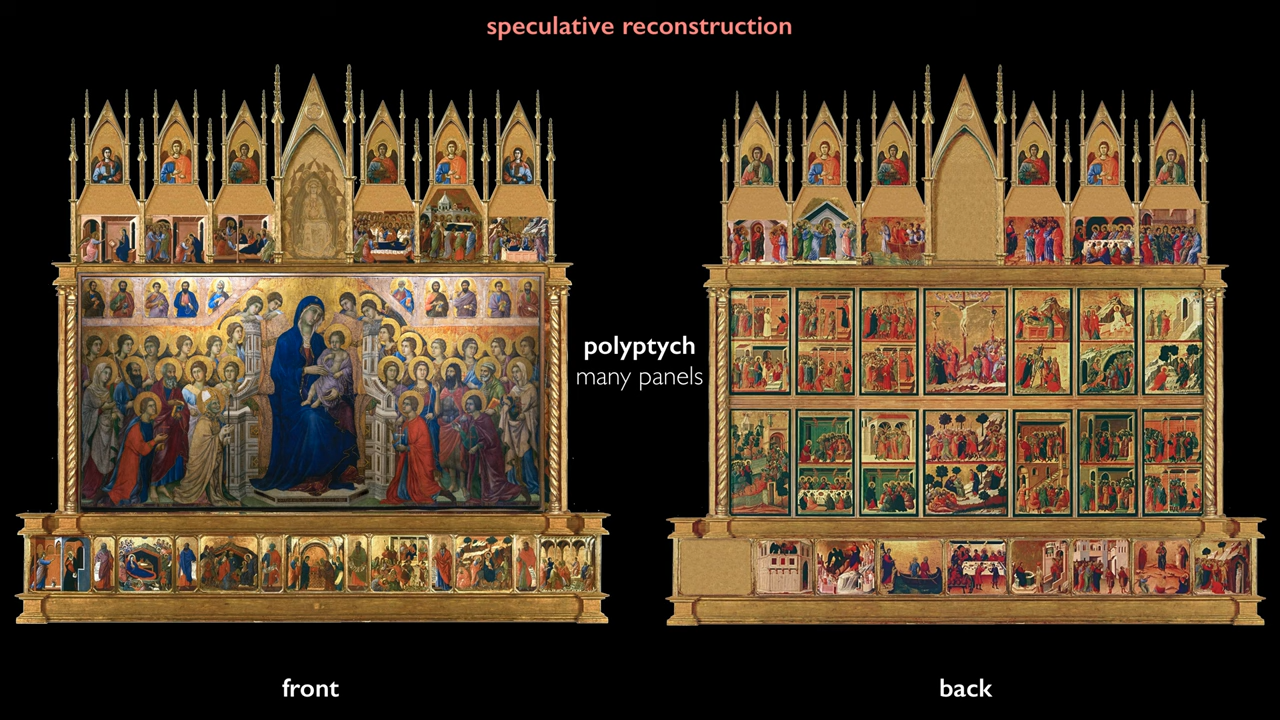 speculative reconstruction
polyptych
many panels
front
back